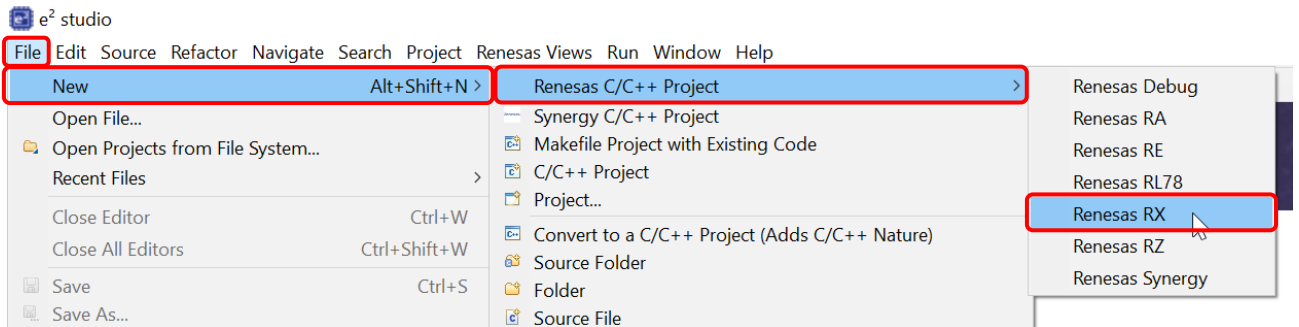 e² studio
File Edit Source Refactor Navigate Search Project Renesas Views Run Window Help
New Alt+Shift+N >
Open File...
Open Projects from File System...
Recent Files >
Close Editor Ctrl+W
Close All Editors Ctrl+Shift+W
Save Ctrl+S
Save As...
Renesas C/C++ Project >
Synergy C/C++ Project
Makefile Project with Existing Code
C/C++ Project
Project...
Convert to a C/C++ Project (Adds C/C++ Nature)
Source Folder
Folder
Source File
Renesas Debug
Renesas RA
Renesas RE
Renesas RL78
Renesas RX
Renesas RZ
Renesas Synergy